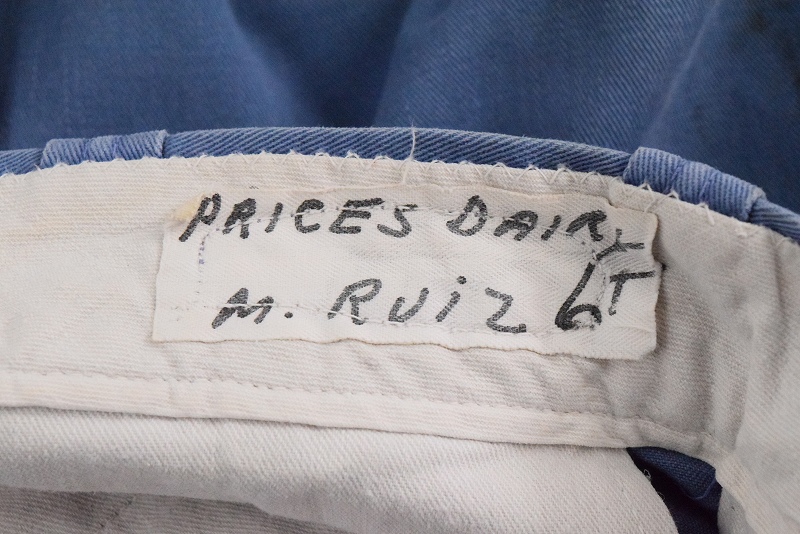 PRICES DAIRY
M. RUIZ 6T